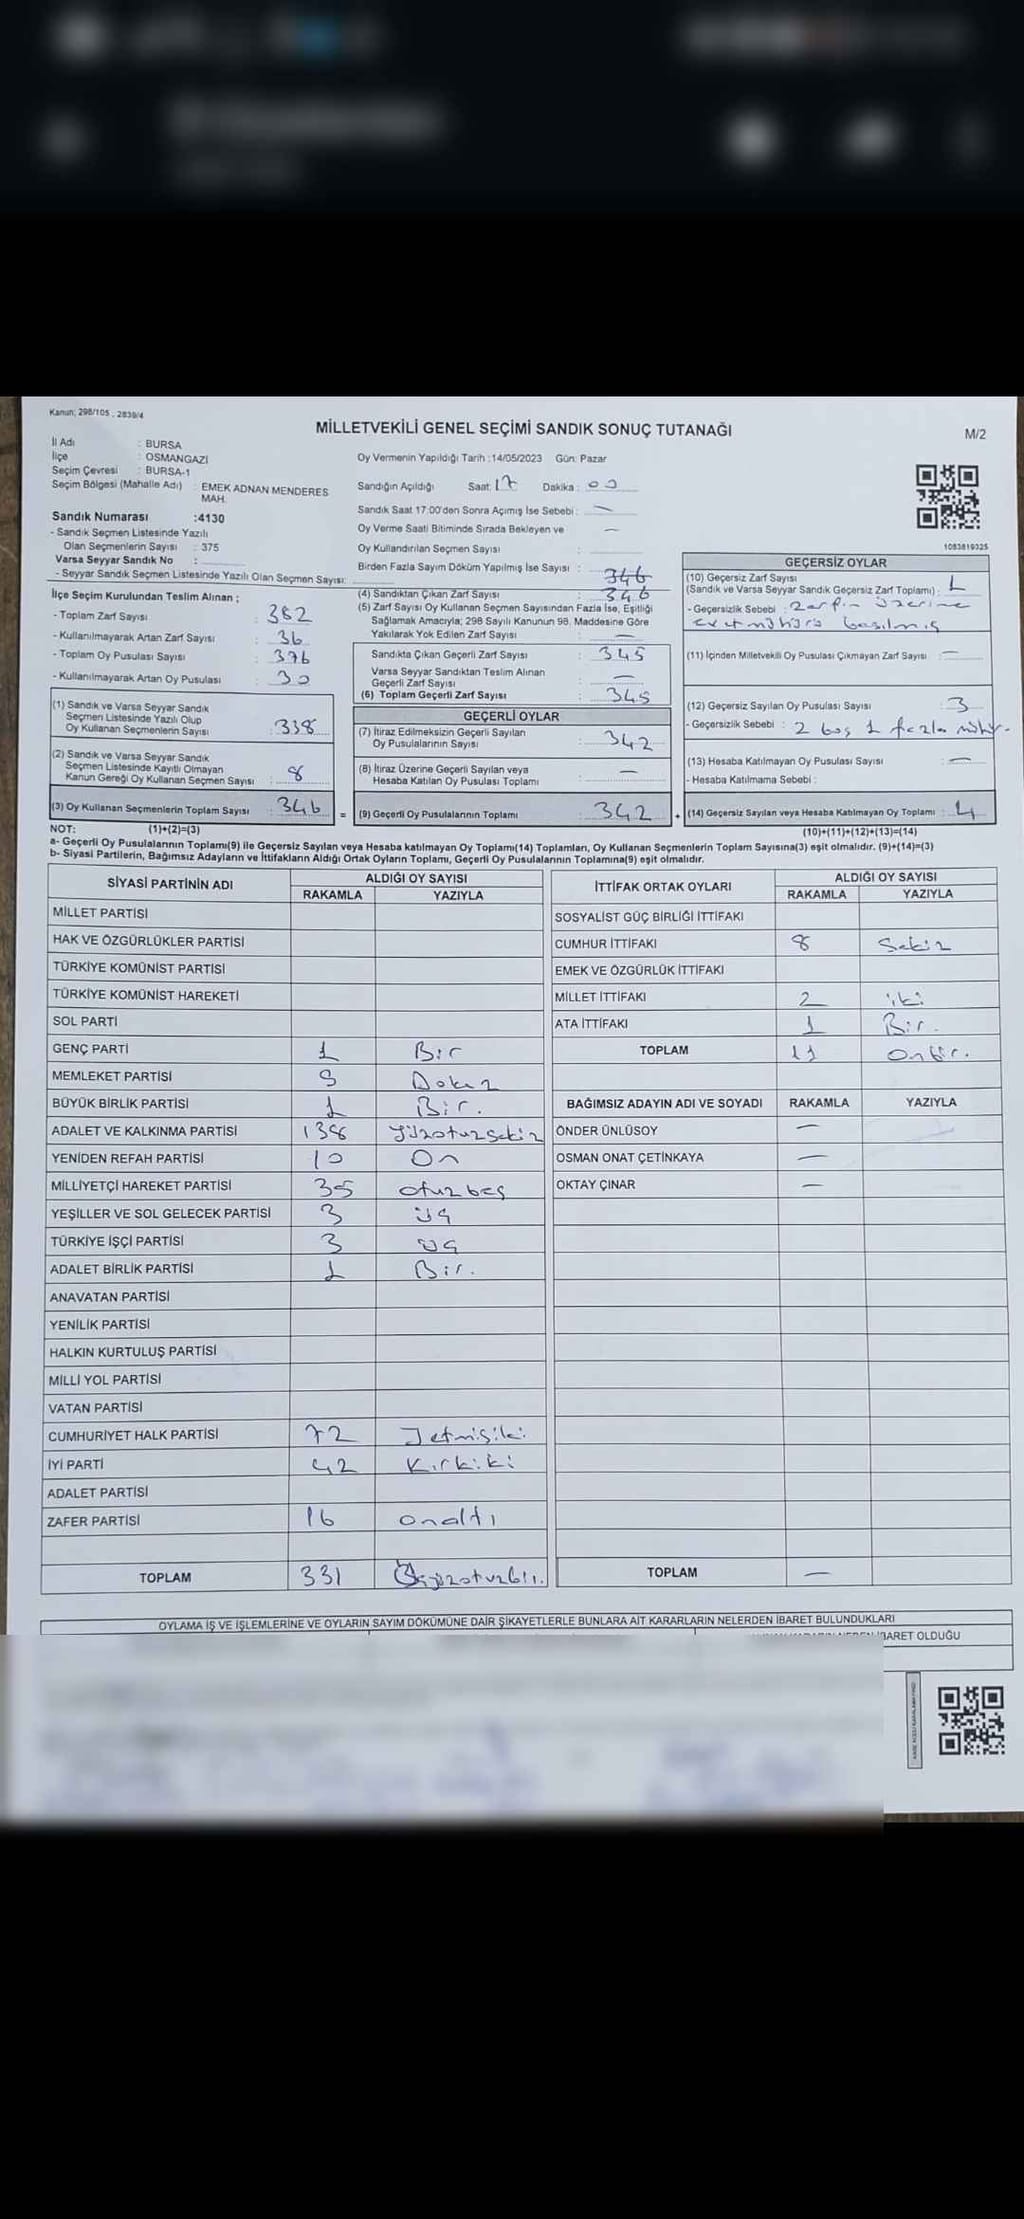 Kanun; 298/105 , 2839/4
MİLLETVEKİLİ GENEL SEÇİMİ SANDIK SONUÇ TUTANAĞI
M/2
İl Adı : BURSA
İlçe : OSMANGAZİ
Seçim Çevresi : BURSA-1
Seçim Bölgesi (Mahalle Adı) : EMEK ADNAN MENDERES
MAH.
Sandık Numarası :4130
- Sandık Seçmen Listesinde Yazılı
Olan Seçmenlerin Sayısı : 375
Varsa Seyyar Sandık No :
- Seyyar Sandık Seçmen Listesinde Yazılı Olan Seçmen Sayısı:
Oy Vermenin Yapıldığı Tarih :14/05/2023 Gün: Pazar
Sandığın Açıldığı Saat: 17 Dakika : 00
Sandık Saat 17:00'den Sonra Açılmış İse Sebebi : —
Oy Verme Saati Bitiminde Sırada Bekleyen ve —
Oy Kullandırılan Seçmen Sayısı :
Birden Fazla Sayım Döküm Yapılmış İse Sayısı : 346
1083819325
İlçe Seçim Kurulundan Teslim Alınan ;
- Toplam Zarf Sayısı : 382
- Kullanılmayarak Artan Zarf Sayısı : 36
- Toplam Oy Pusulası Sayısı : 376
- Kullanılmayarak Artan Oy Pusulası : 30
(1) Sandık ve Varsa Seyyar Sandık
Seçmen Listesinde Yazılı Olup
Oy Kullanan Seçmenlerin Sayısı : 338
(2) Sandık ve Varsa Seyyar Sandık
Seçmen Listesinde Kayıtlı Olmayan
Kanun Gereği Oy Kullanan Seçmen Sayısı : 8
(3) Oy Kullanan Seçmenlerin Toplam Sayısı : 346
(4) Sandıktan Çıkan Zarf Sayısı : 346
(5) Zarf Sayısı Oy Kullanan Seçmen Sayısından Fazla İse, Eşitliği
Sağlamak Amacıyla; 298 Sayılı Kanunun 98. Maddesine Göre
Yakılarak Yok Edilen Zarf Sayısı : —
Sandıkta Çıkan Geçerli Zarf Sayısı : 345
Varsa Seyyar Sandıktan Teslim Alınan
Geçerli Zarf Sayısı : —
(6) Toplam Geçerli Zarf Sayısı : 345
GEÇERLİ OYLAR
(7) İtiraz Edilmeksizin Geçerli Sayılan
Oy Pusulalarının Sayısı : 342
(8) İtiraz Üzerine Geçerli Sayılan veya
Hesaba Katılan Oy Pusulası Toplamı : —
= (9) Geçerli Oy Pusulalarının Toplamı : 342 +
GEÇERSİZ OYLAR
(10) Geçersiz Zarf Sayısı
(Sandık ve Varsa Seyyar Sandık Geçersiz Zarf Toplamı) : 1
- Geçersizlik Sebebi : zarfın üzerine
evet mührü basılmış
(11) İçinden Milletvekili Oy Pusulası Çıkmayan Zarf Sayısı : —
(12) Geçersiz Sayılan Oy Pusulası Sayısı : 3
- Geçersizlik Sebebi : 2 boş 1 fazla mühür
(13) Hesaba Katılmayan Oy Pusulası Sayısı : —
- Hesaba Katılmama Sebebi :
(14) Geçersiz Sayılan veya Hesaba Katılmayan Oy Toplamı : 4
NOT: (1)+(2)=(3)
(10)+(11)+(12)+(13)=(14)
a- Geçerli Oy Pusulalarının Toplamı(9) ile Geçersiz Sayılan veya Hesaba katılmayan Oy Toplamı(14) Toplamları, Oy Kullanan Seçmenlerin Toplam Sayısına(3) eşit olmalıdır. (9)+(14)=(3)
b- Siyasi Partilerin, Bağımsız Adayların ve İttifakların Aldığı Ortak Oyların Toplamı, Geçerli Oy Pusulalarının Toplamına(9) eşit olmalıdır.
SİYASİ PARTİNİN ADI ALDIĞI OY SAYISI
RAKAMLA YAZIYLA
MİLLET PARTİSİ
HAK VE ÖZGÜRLÜKLER PARTİSİ
TÜRKİYE KOMÜNİST PARTİSİ
TÜRKİYE KOMÜNİST HAREKETİ
SOL PARTİ
GENÇ PARTİ 1 Bir
MEMLEKET PARTİSİ 9 Dokuz
BÜYÜK BİRLİK PARTİSİ 1 Bir.
ADALET VE KALKINMA PARTİSİ 138 Yüzotuzsekiz
YENİDEN REFAH PARTİSİ 10 On
MİLLİYETÇİ HAREKET PARTİSİ 35 otuzbeş
YEŞİLLER VE SOL GELECEK PARTİSİ 3 üç
TÜRKİYE İŞÇİ PARTİSİ 3 üç
ADALET BİRLİK PARTİSİ 1 Bir.
ANAVATAN PARTİSİ
YENİLİK PARTİSİ
HALKIN KURTULUŞ PARTİSİ
MİLLİ YOL PARTİSİ
VATAN PARTİSİ
CUMHURİYET HALK PARTİSİ 72 Yetmişiki
İYİ PARTİ 42 Kırkiki
ADALET PARTİSİ
ZAFER PARTİSİ 16 onaltı
TOPLAM 331 Üçyüzotuzbir.
İTTİFAK ORTAK OYLARI ALDIĞI OY SAYISI
RAKAMLA YAZIYLA
SOSYALİST GÜÇ BİRLİĞİ İTTİFAKI
CUMHUR İTTİFAKI 8 Sekiz
EMEK VE ÖZGÜRLÜK İTTİFAKI
MİLLET İTTİFAKI 2 iki
ATA İTTİFAKI 1 Bir.
TOPLAM 11 Onbir.
BAĞIMSIZ ADAYIN ADI VE SOYADI RAKAMLA YAZIYLA
ÖNDER ÜNLÜSOY —
OSMAN ONAT ÇETİNKAYA —
OKTAY ÇINAR —
TOPLAM —
OYLAMA İŞ VE İŞLEMLERİNE VE OYLARIN SAYIM DÖKÜMÜNE DAİR ŞİKAYETLERLE BUNLARA AİT KARARLARIN NELERDEN İBARET BULUNDUKLARI
İBARET OLDUĞU